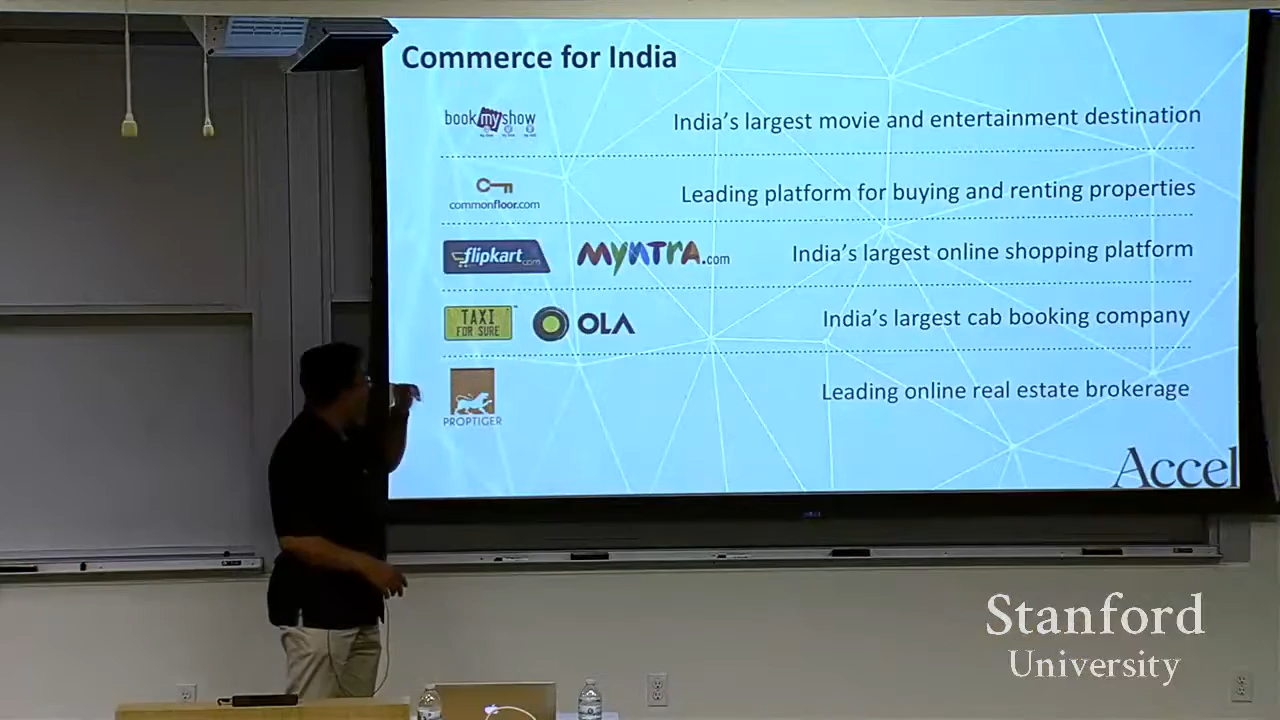 Commerce for India
book my show
India's largest movie and entertainment destination
commonfloor.com
Leading platform for buying and renting properties
flipkart.com
Myntra.com
India's largest online shopping platform
TAXI
FOR SURE
OLA
India's largest cab booking company
PROPTIGER
Leading online real estate brokerage
Accel
Stanford
University